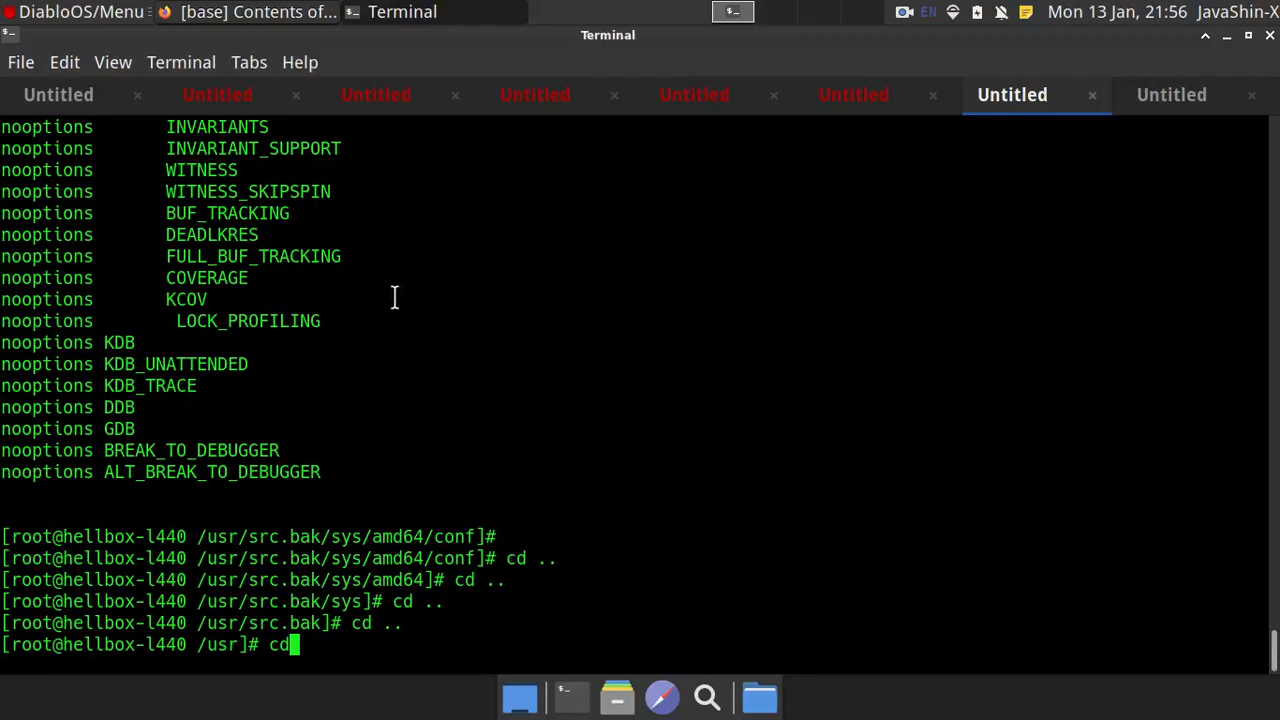 DiabloOS/Menu [base] Contents of... Terminal EN Mon 13 Jan, 21:56 JavaShin-X
Terminal
File Edit View Terminal Tabs Help
Untitled × Untitled × Untitled × Untitled × Untitled × Untitled × Untitled × Untitled ×
nooptions INVARIANTS
nooptions INVARIANT_SUPPORT
nooptions WITNESS
nooptions WITNESS_SKIPSPIN
nooptions BUF_TRACKING
nooptions DEADLKRES
nooptions FULL_BUF_TRACKING
nooptions COVERAGE
nooptions KCOV
nooptions LOCK_PROFILING
nooptions KDB
nooptions KDB_UNATTENDED
nooptions KDB_TRACE
nooptions DDB
nooptions GDB
nooptions BREAK_TO_DEBUGGER
nooptions ALT_BREAK_TO_DEBUGGER
[root@hellbox-l440 /usr/src.bak/sys/amd64/conf]#
[root@hellbox-l440 /usr/src.bak/sys/amd64/conf]# cd ..
[root@hellbox-l440 /usr/src.bak/sys/amd64]# cd ..
[root@hellbox-l440 /usr/src.bak/sys]# cd ..
[root@hellbox-l440 /usr/src.bak]# cd ..
[root@hellbox-l440 /usr]# cd